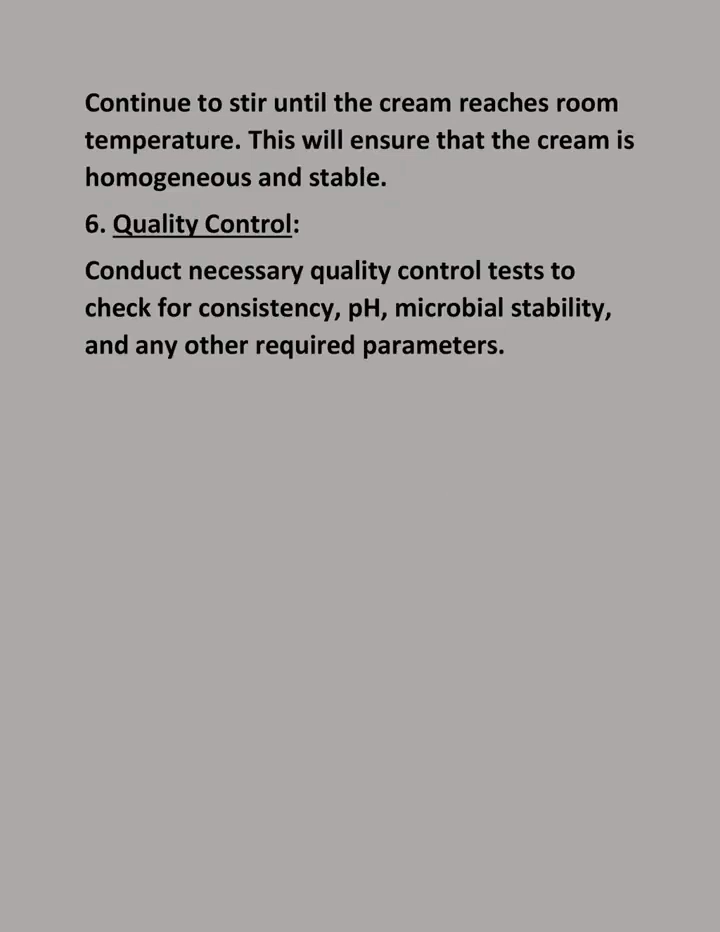 Continue to stir until the cream reaches room
temperature. This will ensure that the cream is
homogeneous and stable.
6. Quality Control:
Conduct necessary quality control tests to
check for consistency, pH, microbial stability,
and any other required parameters.